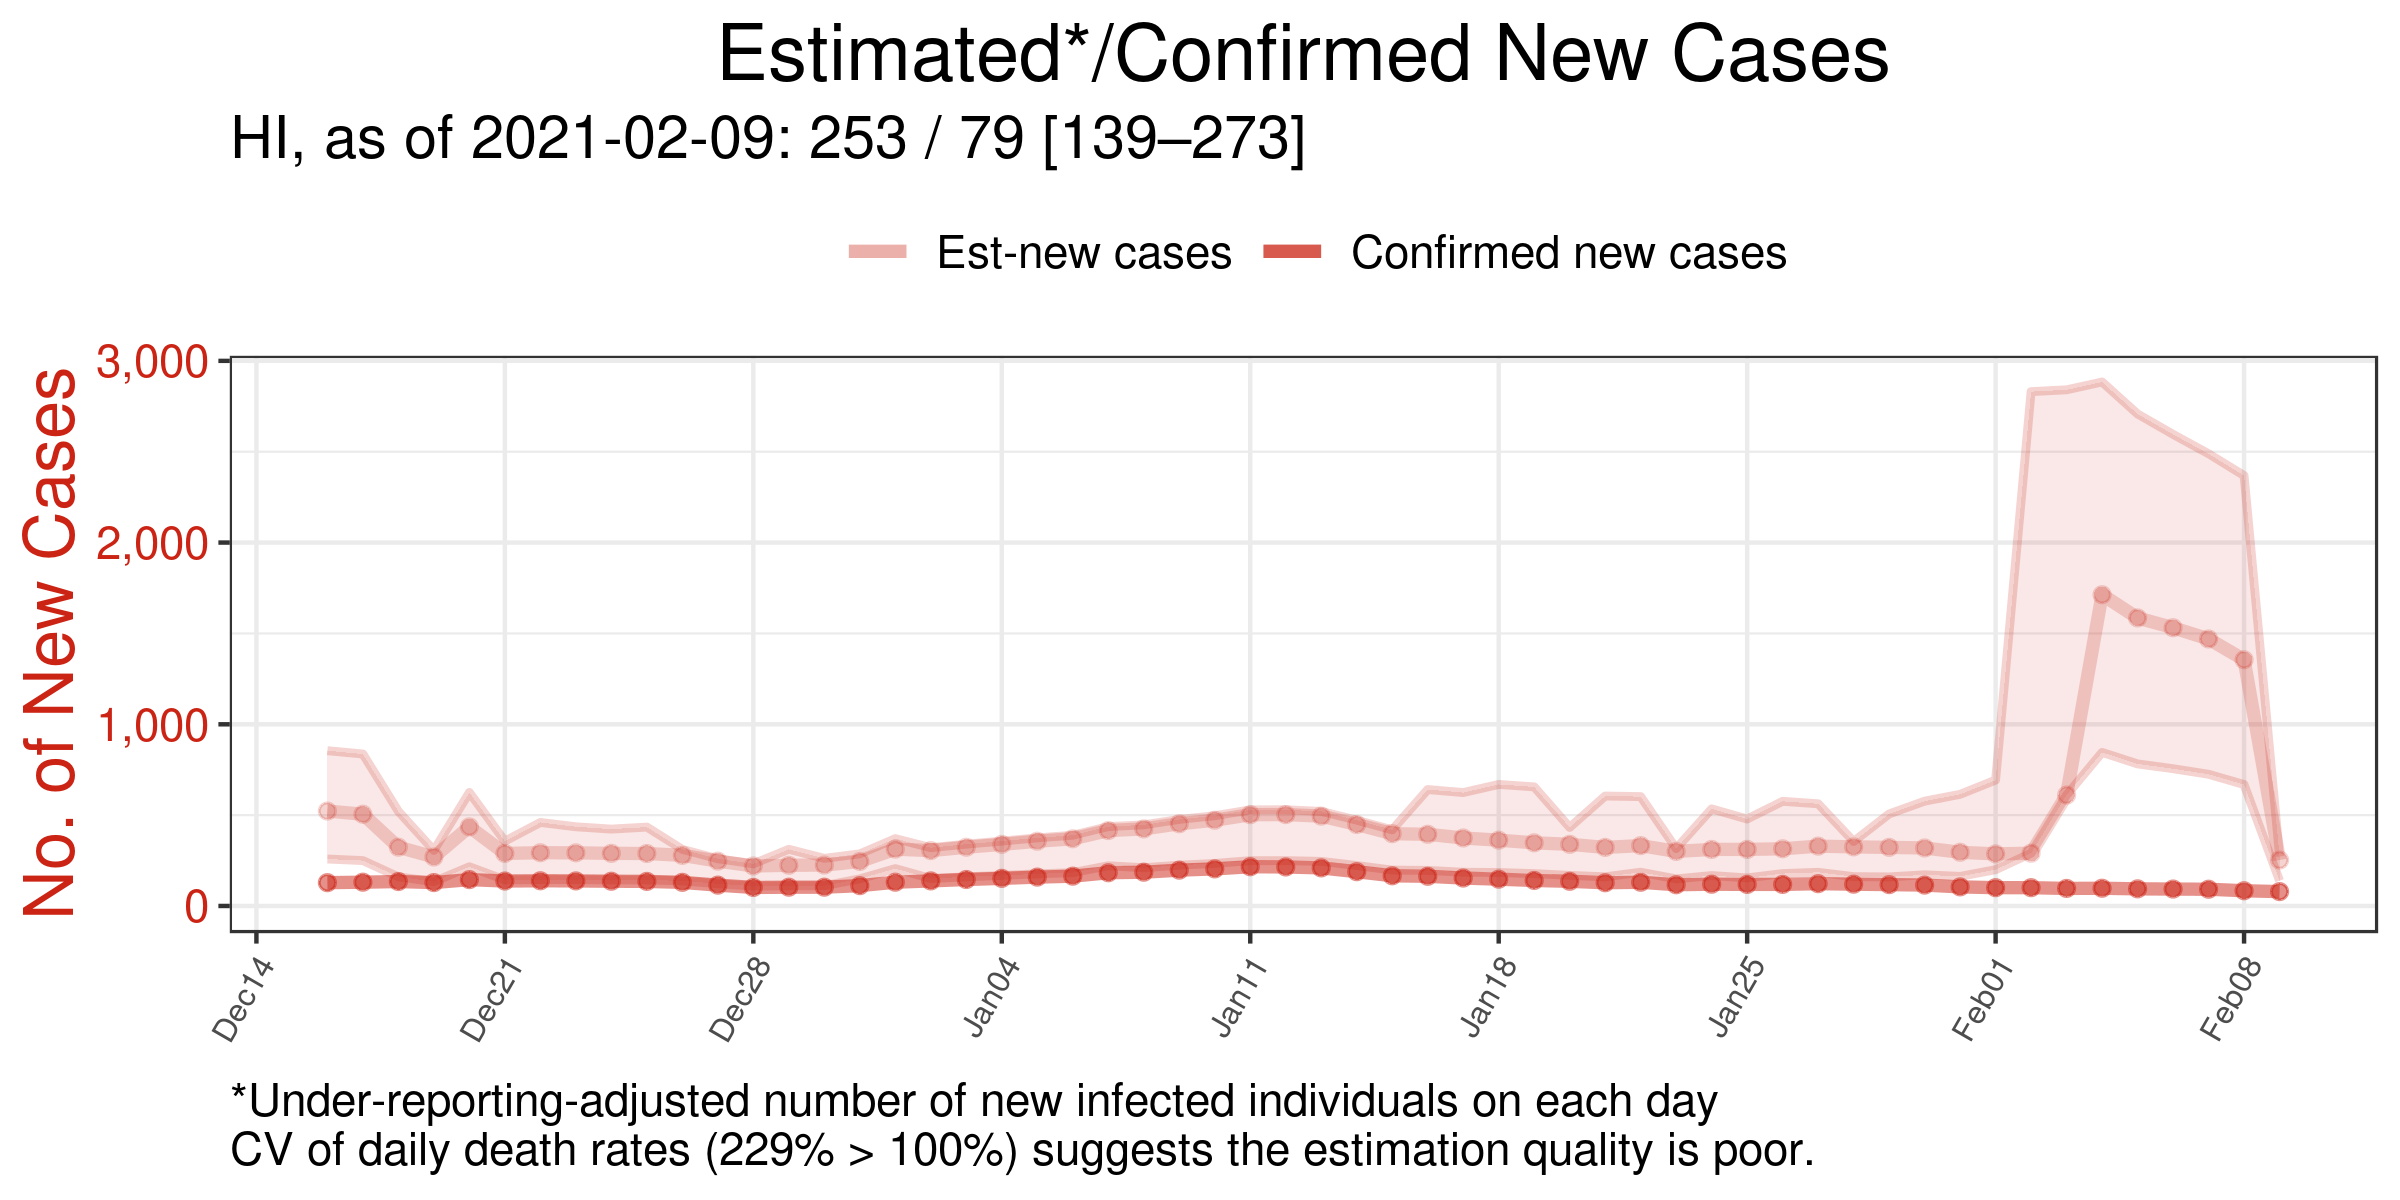 Estimated*/Confirmed New Cases
HI, as of 2021-02-09: 253 / 79 [139–273]
Est-new cases
Confirmed new cases
No. of New Cases
3,000
2,000
1,000
0
Dec14
Dec21
Dec28
Jan04
Jan11
Jan18
Jan25
Feb01
Feb08
*Under-reporting-adjusted number of new infected individuals on each day
CV of daily death rates (229% > 100%) suggests the estimation quality is poor.